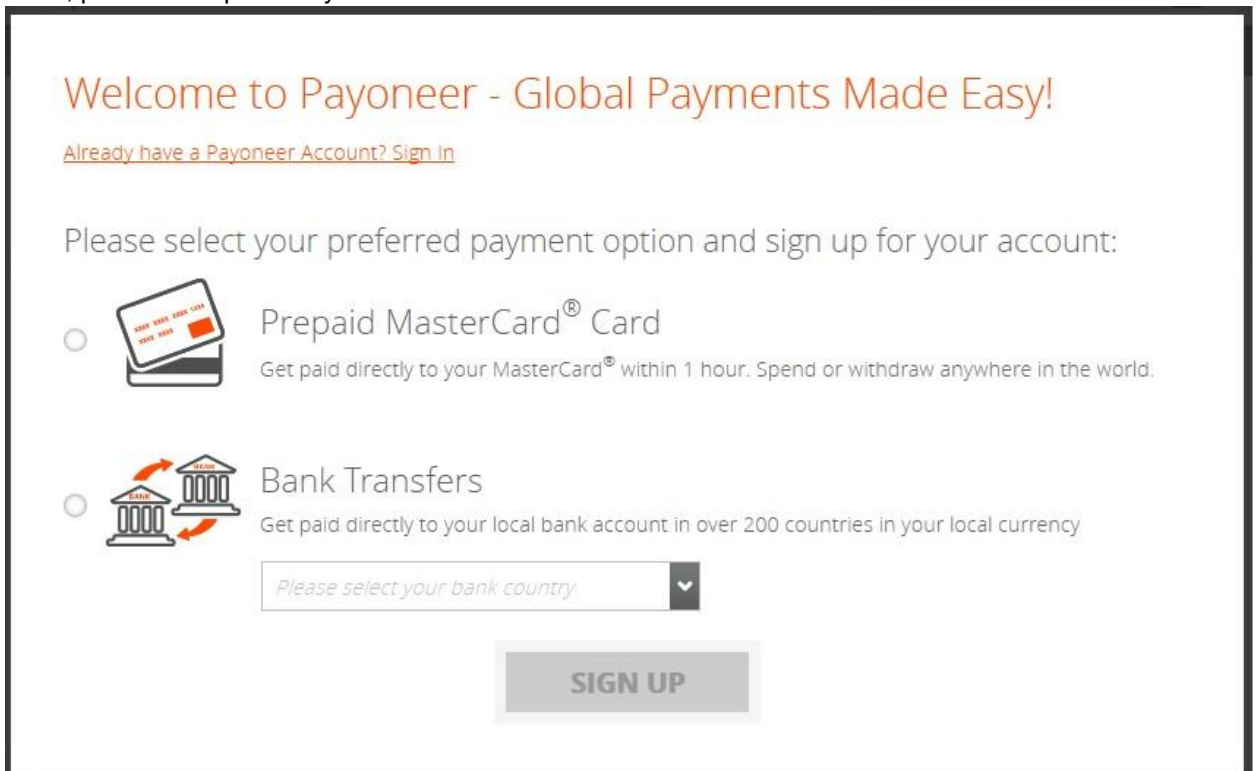 Welcome to Payoneer - Global Payments Made Easy!
Already have a Payoneer Account? Sign In
Please select your preferred payment option and sign up for your account:
Prepaid MasterCard® Card
Get paid directly to your MasterCard® within 1 hour. Spend or withdraw anywhere in the world.
BANK
BANK
Bank Transfers
Get paid directly to your local bank account in over 200 countries in your local currency
Please select your bank country
SIGN UP